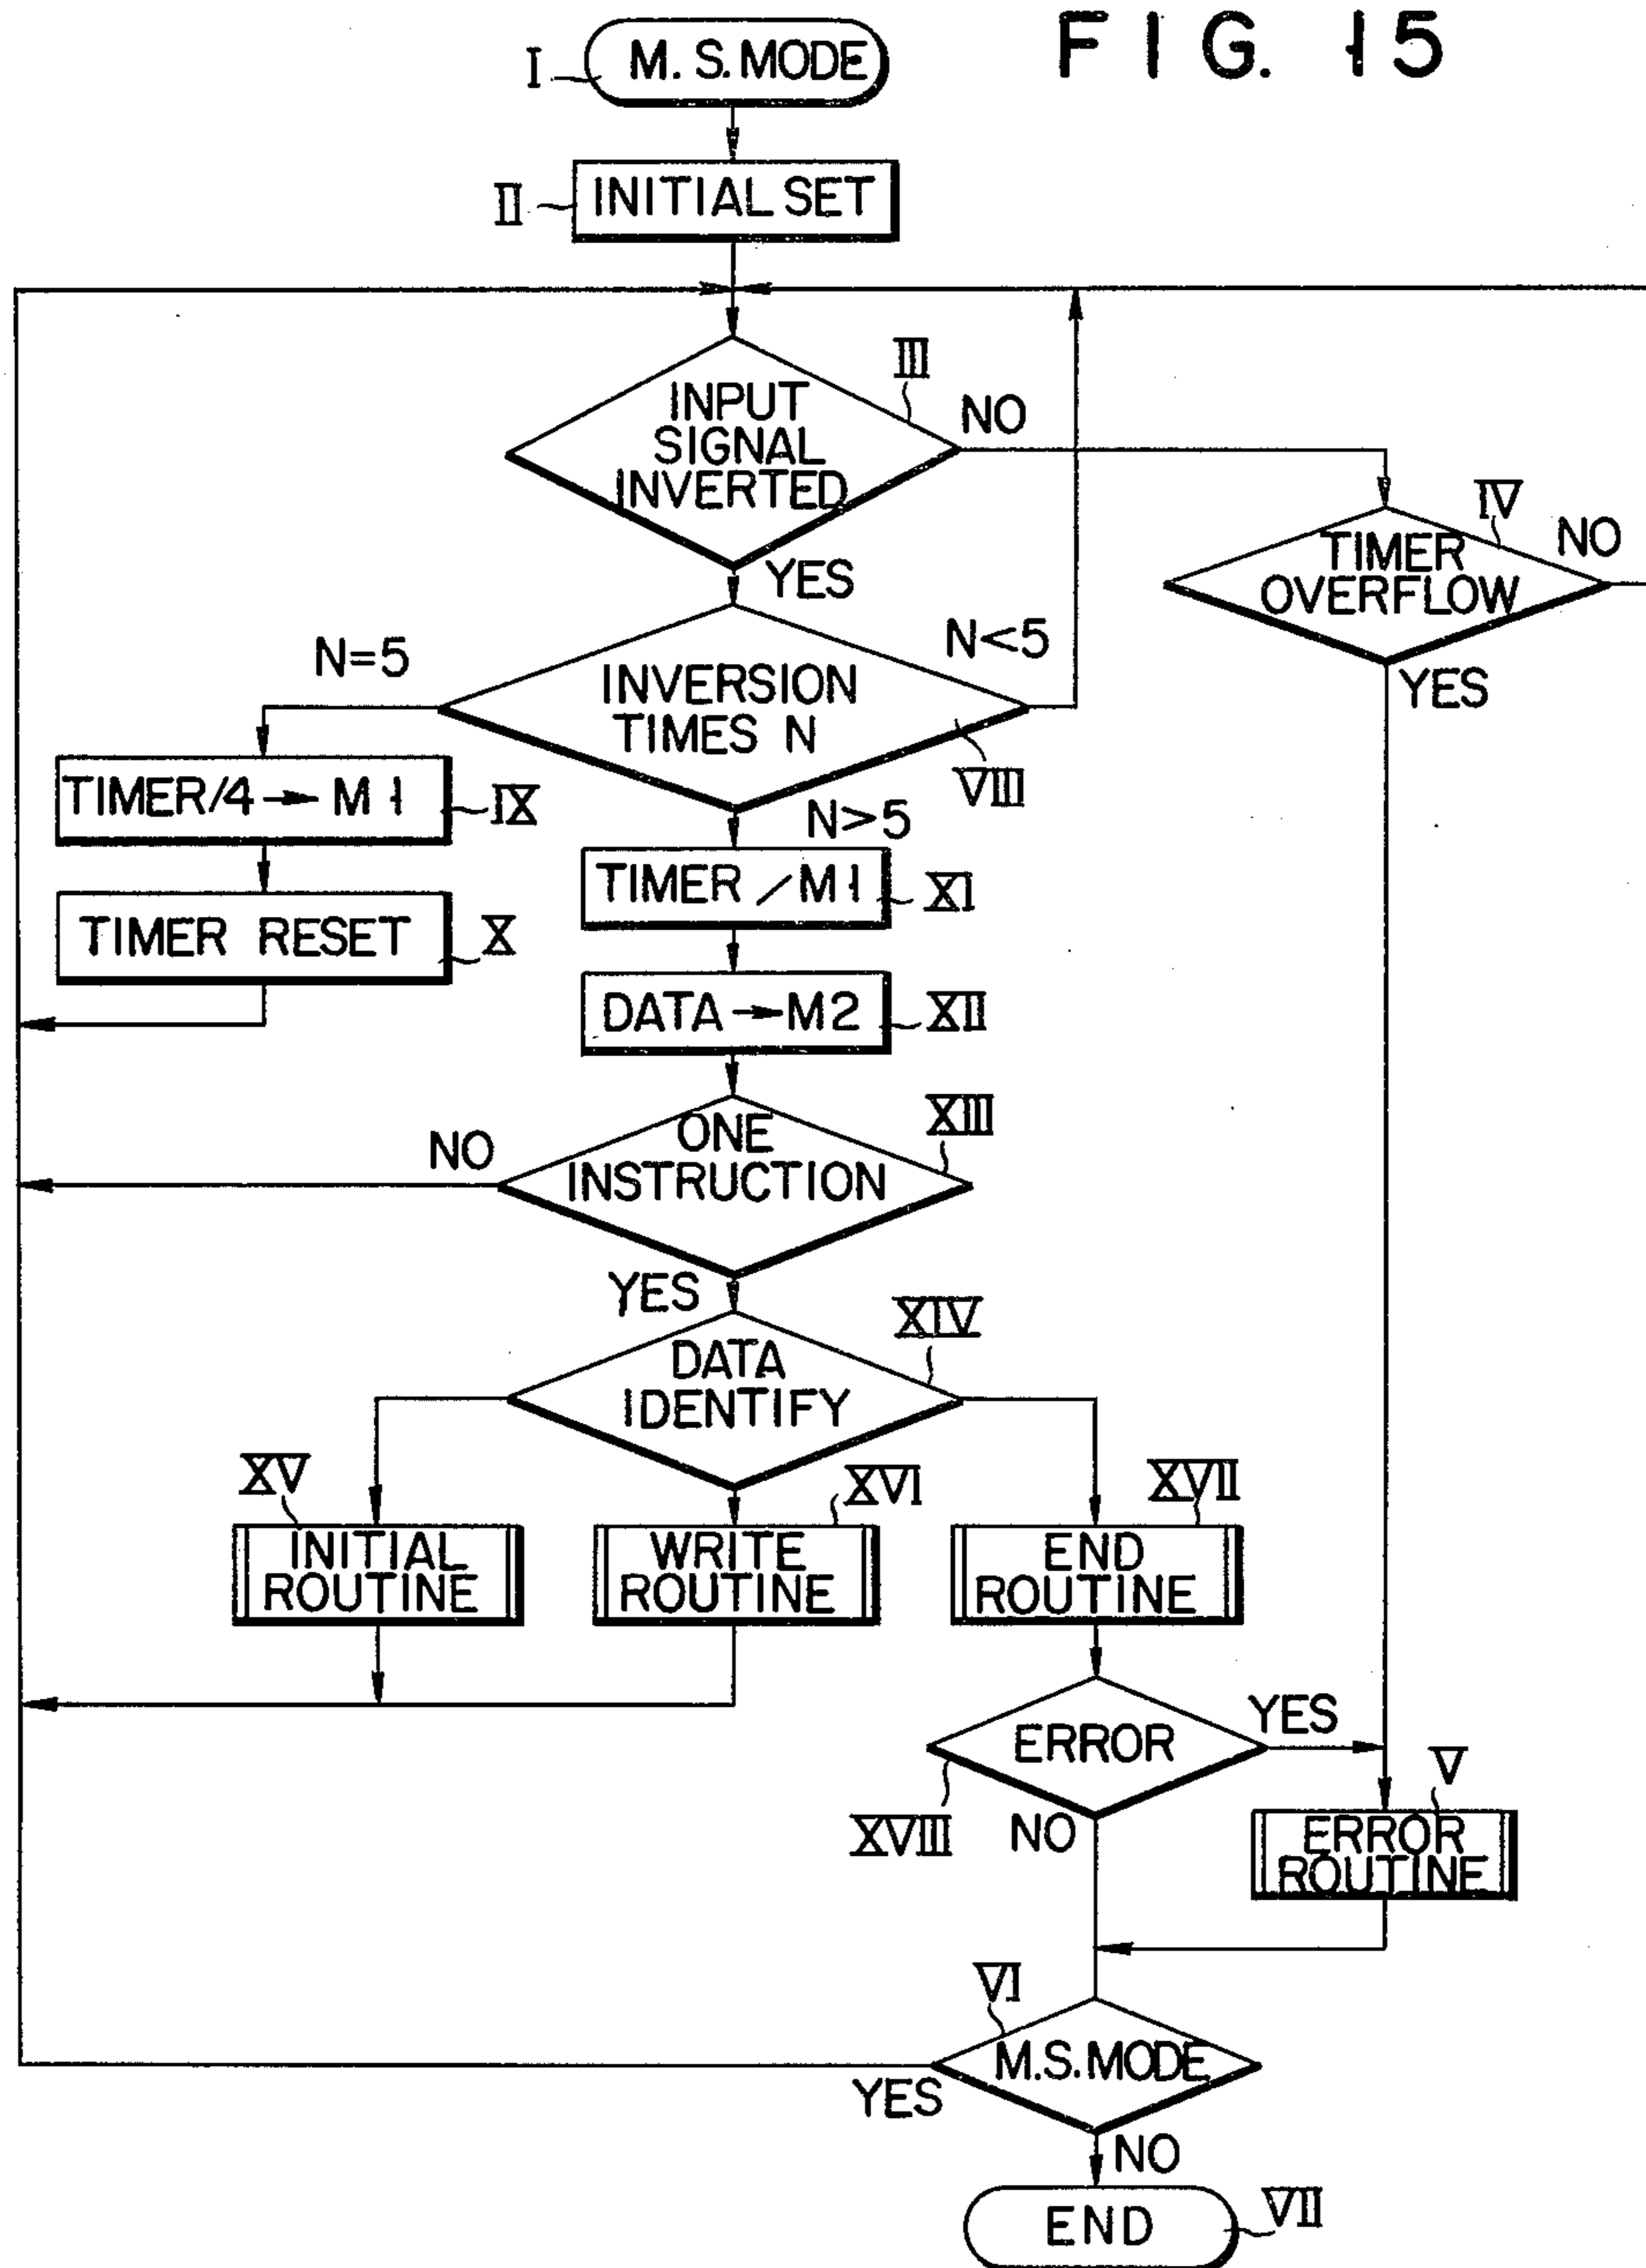 FIG. 15
I
M. S. MODE
II
INITIAL SET
III
INPUT
SIGNAL
INVERTED
NO
YES
IV
TIMER
OVERFLOW
NO
YES
N=5
INVERSION
TIMES N
N<5
VIII
N>5
TIMER/4→M1
IX
TIMER RESET
X
TIMER/M1
XI
DATA→M2
XII
ONE
INSTRUCTION
XIII
NO
YES
DATA
IDENTIFY
XIV
XV
INITIAL
ROUTINE
XVI
WRITE
ROUTINE
XVII
END
ROUTINE
ERROR
YES
XVIII
NO
V
ERROR
ROUTINE
VI
M.S.MODE
YES
NO
END
VII